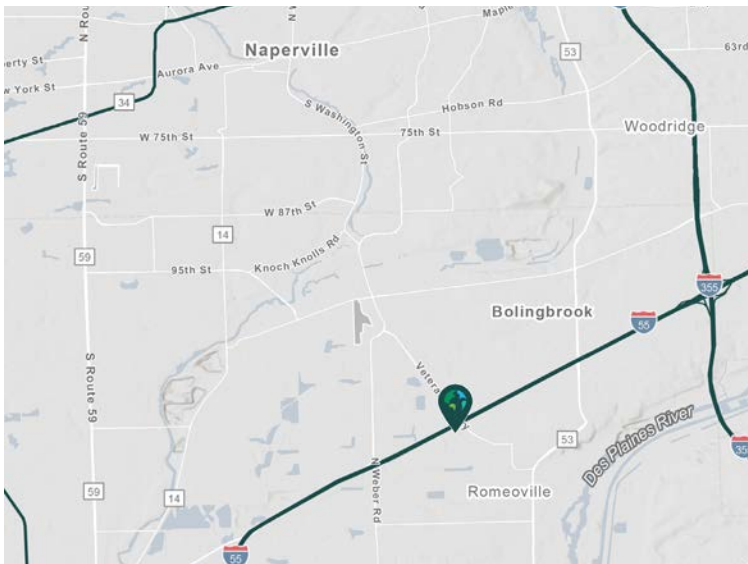 N Route
N
Maple
Naperville
53
63rd
Aurora Ave
34
Hobson Rd
S Washington St
Woodridge
W 75th St
75th St
S Route 59
W 87th St
14
Knoch Knolls Rd
59
95th St
355
Bolingbrook
55
S Route 59
Vetera
53
Des Plaines River
N Weber Rd
59
Romeoville
14
55